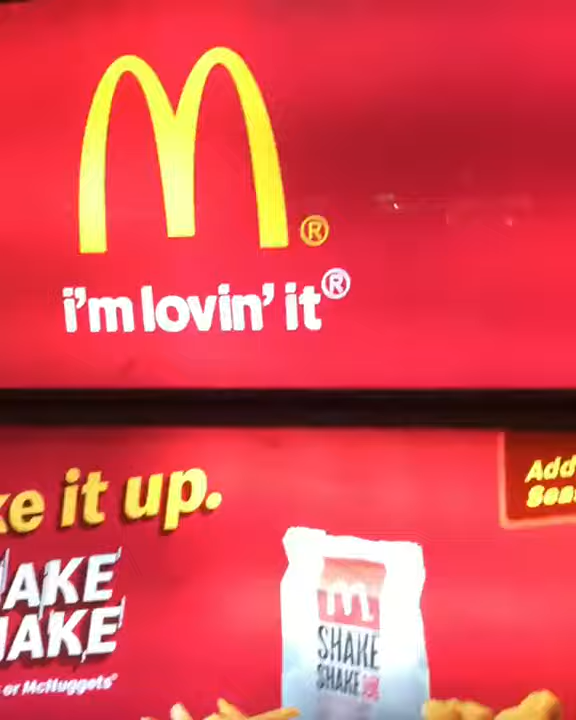 M®
i'm lovin' it®
ke it up.
Add
AKE
AKE
or McNuggets®
m
SHAKE
SHAKE